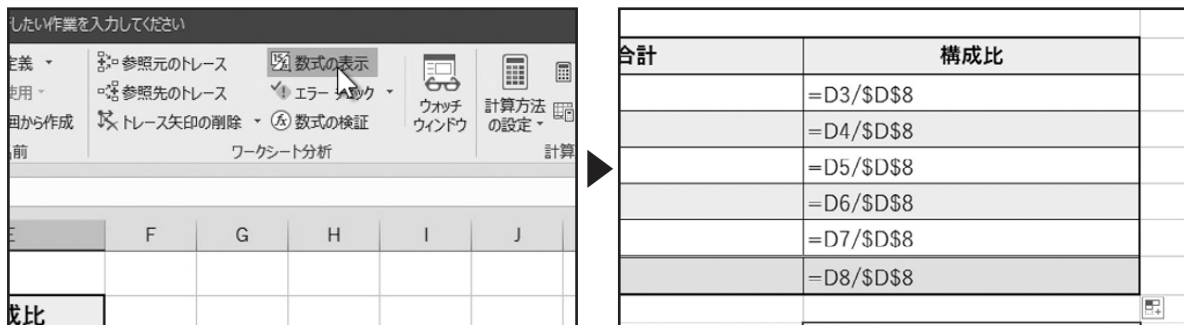 したい作業を入力してください
定義
参照元のトレース
数式の表示
使用
参照先のトレース
エラー チェック
囲から作成
トレース矢印の削除
数式の検証
ウォッチ
ウィンドウ
計算方法
の設定
前
ワークシート分析
計算
E F G H I J
成比
合計 構成比
=D3/$D$8
=D4/$D$8
=D5/$D$8
=D6/$D$8
=D7/$D$8
=D8/$D$8